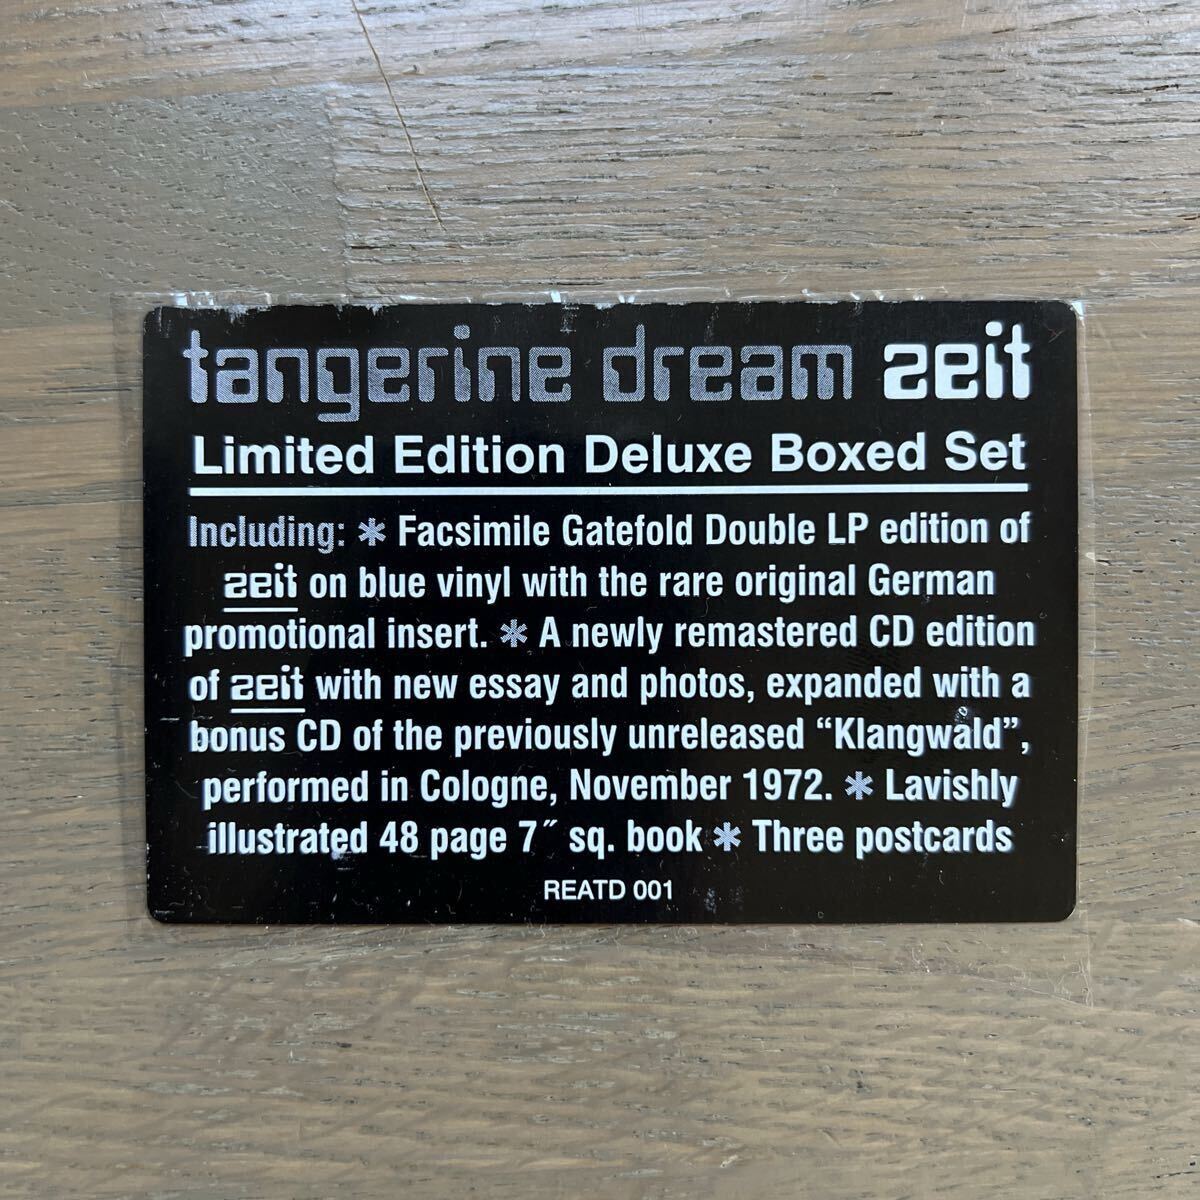 tangerine dream zeit
Limited Edition Deluxe Boxed Set
Including: * Facsimile Gatefold Double LP edition of
zeit on blue vinyl with the rare original German
promotional insert. * A newly remastered CD edition
of zeit with new essay and photos, expanded with a
bonus CD of the previously unreleased “Klangwald”,
performed in Cologne, November 1972. * Lavishly
illustrated 48 page 7˝ sq. book * Three postcards
REATD 001